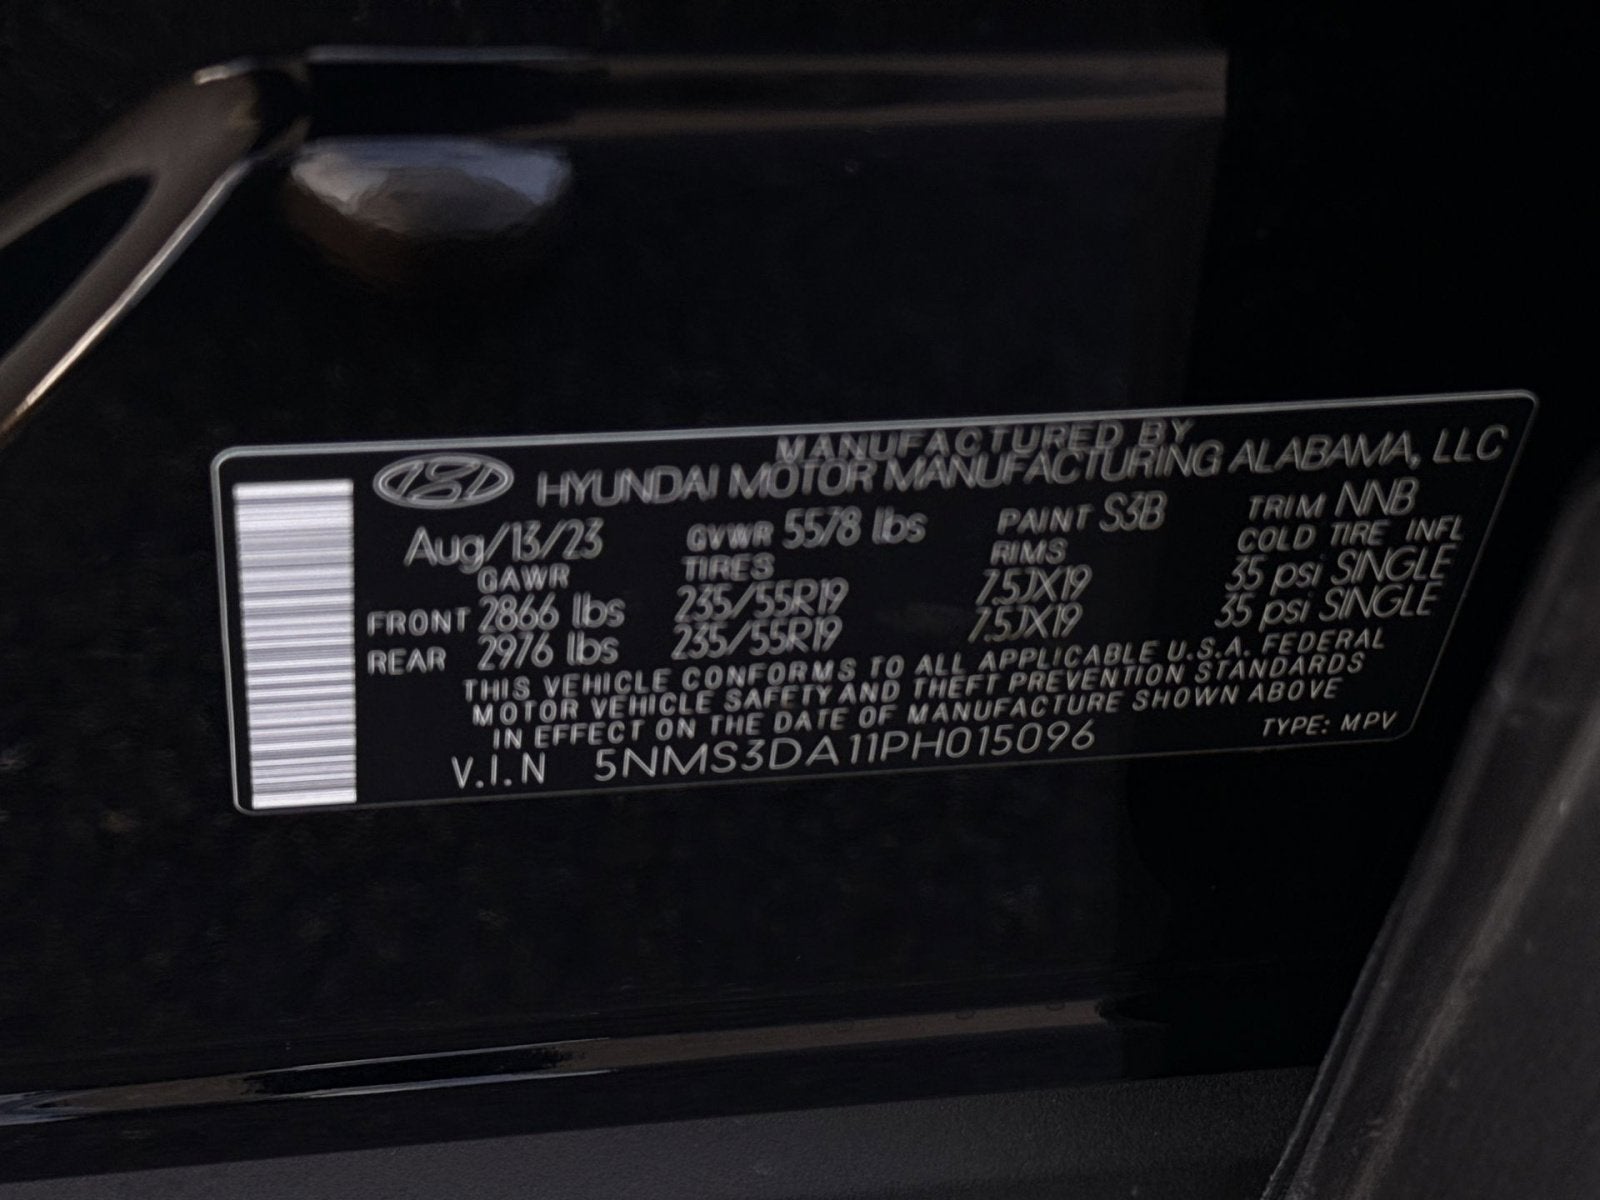 MANUFACTURED BY
HYUNDAI MOTOR MANUFACTURING ALABAMA, LLC
Aug/13/23 GVWR 5578 lbs PAINT S3B TRIM NNB
GAWR TIRES RIMS COLD TIRE INFL
FRONT 2866 lbs 235/55R19 7.5JX19 35 psi SINGLE
REAR 2976 lbs 235/55R19 7.5JX19 35 psi SINGLE
THIS VEHICLE CONFORMS TO ALL APPLICABLE U.S.A. FEDERAL
MOTOR VEHICLE SAFETY AND THEFT PREVENTION STANDARDS
IN EFFECT ON THE DATE OF MANUFACTURE SHOWN ABOVE
V.I.N 5NMS3DA11PH015096 TYPE: MPV